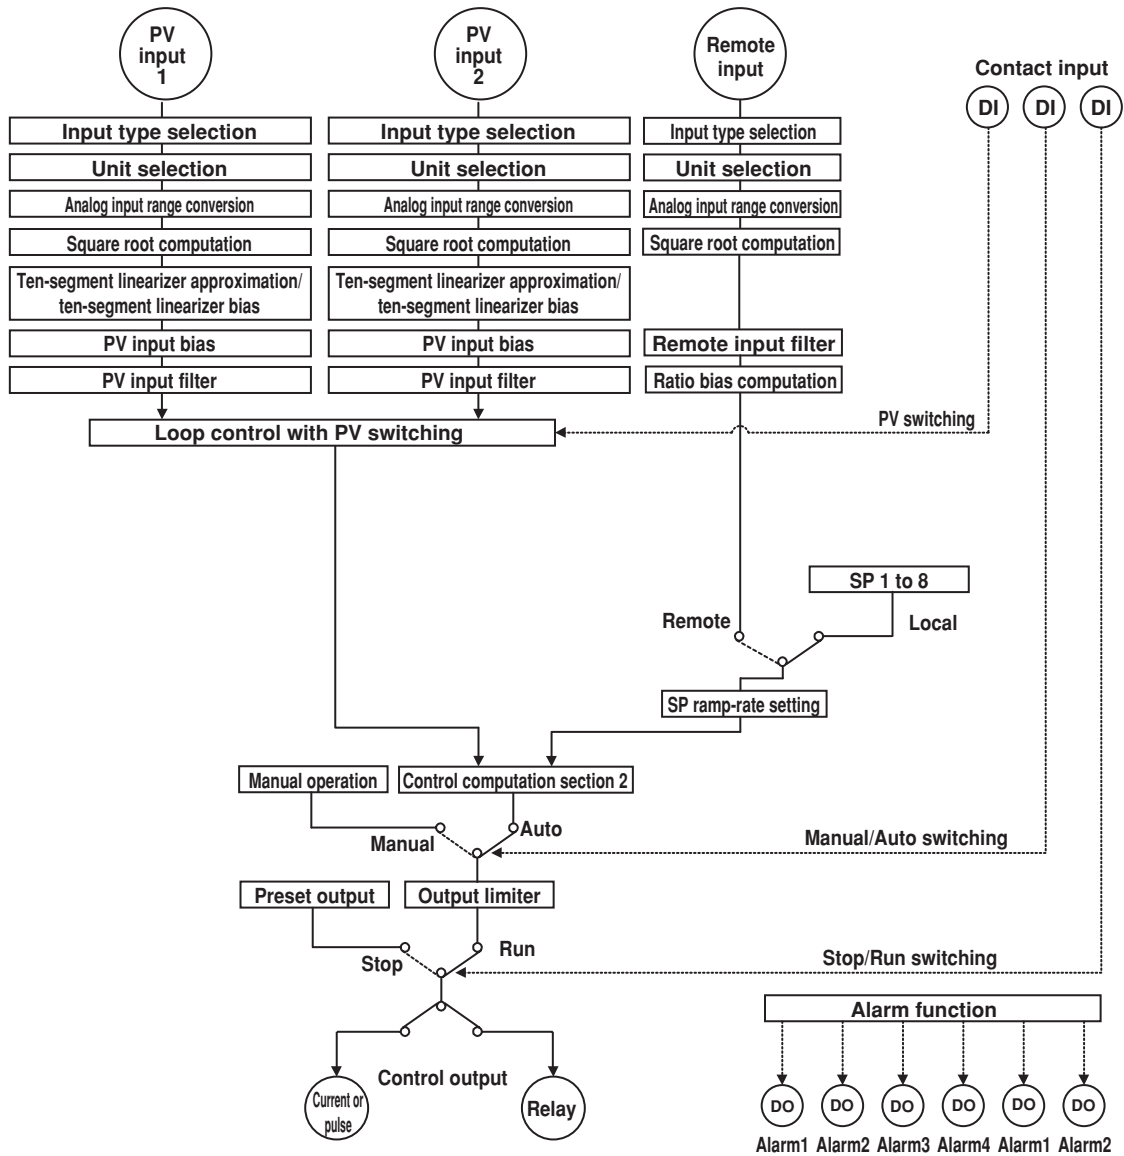 PV
input
1
PV
input
2
Remote
input
Contact input
DI
DI
DI
Input type selection
Input type selection
Input type selection
Unit selection
Unit selection
Unit selection
Analog input range conversion
Analog input range conversion
Analog input range conversion
Square root computation
Square root computation
Square root computation
Ten-segment linearizer approximation/
ten-segment linearizer bias
Ten-segment linearizer approximation/
ten-segment linearizer bias
PV input bias
PV input bias
Remote input filter
PV input filter
PV input filter
Ratio bias computation
Loop control with PV switching
PV switching
SP 1 to 8
Remote
Local
SP ramp-rate setting
Manual operation
Control computation section 2
Manual
Auto
Manual/Auto switching
Preset output
Output limiter
Stop
Run
Stop/Run switching
Alarm function
Control output
Current or
pulse
Relay
DO
DO
DO
DO
DO
DO
Alarm1
Alarm2
Alarm3
Alarm4
Alarm1
Alarm2